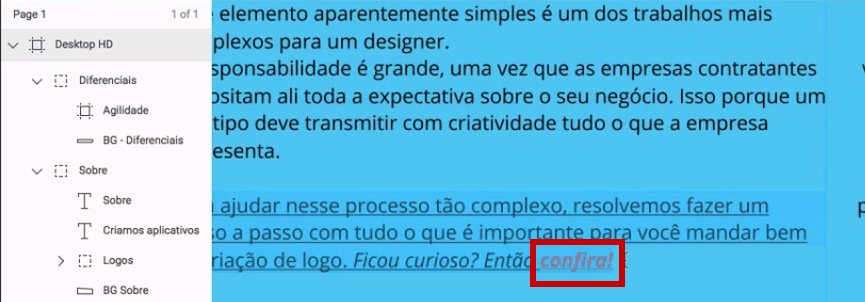 Page 1
1 of 1
Desktop HD
Diferenciais
Agilidade
BG - Diferenciais
Sobre
T Sobre
T Criamos aplicativos
Logos
BG Sobre
elemento aparentemente simples é um dos trabalhos mais
plexos para um designer.
sponsabilidade é grande, uma vez que as empresas contratantes
ositam ali toda a expectativa sobre o seu negócio. Isso porque um
tipo deve transmitir com criatividade tudo o que a empresa
esenta.
ajudar nesse processo tão complexo, resolvemos fazer um
so a passo com tudo o que é importante para você mandar bem
riação de logo. Ficou curioso? Então confira!